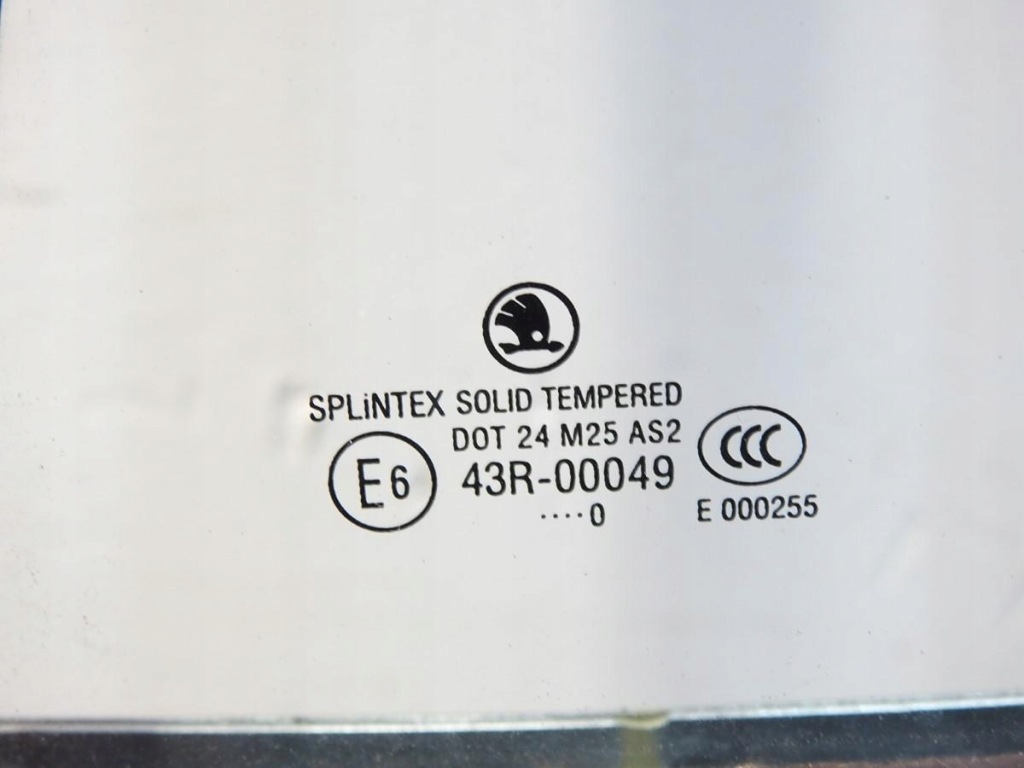 SPLiNTEX SOLID TEMPERED
DOT 24 M25 AS2
CCC
E6
43R-00049
····0
E 000255